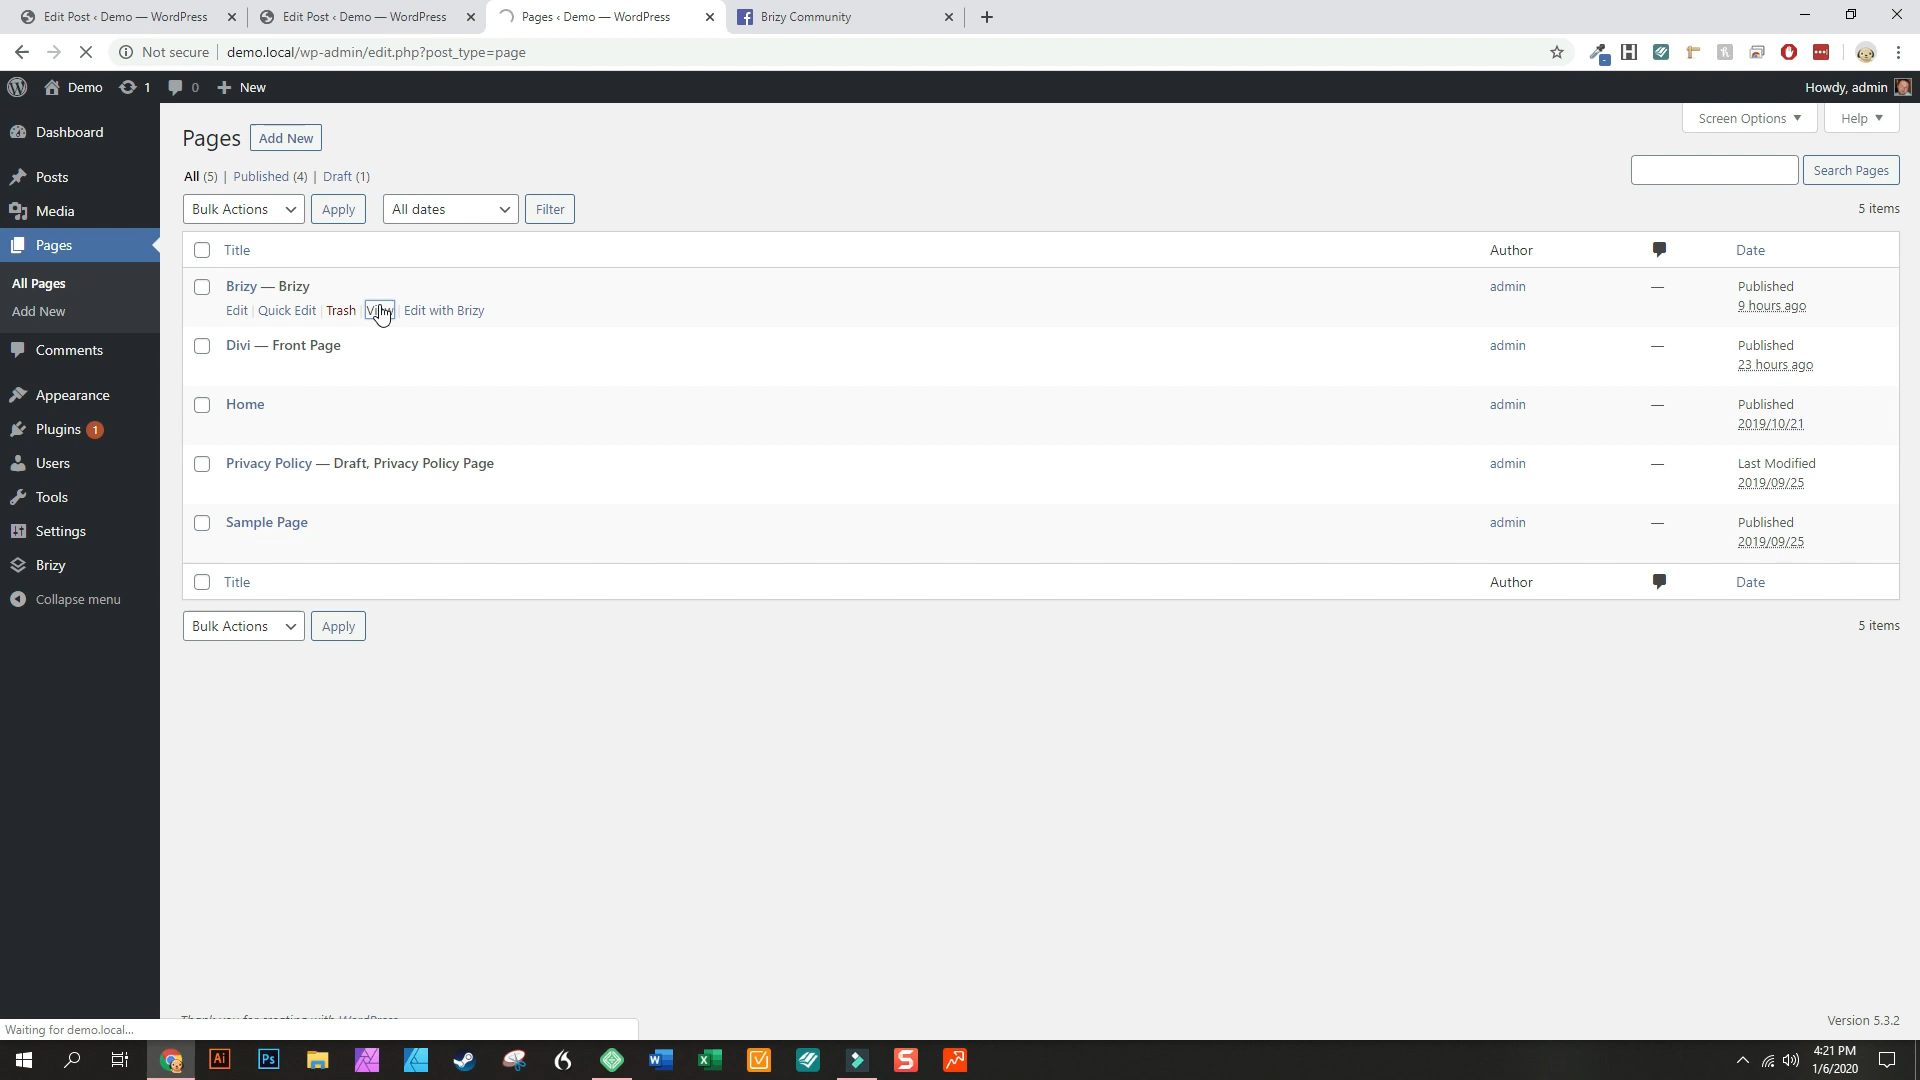 Edit Post ‹ Demo — WordPress
Edit Post ‹ Demo — WordPress
Pages ‹ Demo — WordPress
Brizy Community
Not secure | demo.local/wp-admin/edit.php?post_type=page
Demo 1 0 New
Howdy, admin
Dashboard
Posts
Media
Pages
All Pages
Add New
Comments
Appearance
Plugins 1
Users
Tools
Settings
Brizy
Collapse menu
Screen Options
Help
Pages Add New
All (5) | Published (4) | Draft (1)
Search Pages
Bulk Actions Apply All dates Filter
5 items
Title Author Date
Brizy — Brizy admin — Published
Edit | Quick Edit | Trash | View | Edit with Brizy 9 hours ago
Divi — Front Page admin — Published
23 hours ago
Home admin — Published
2019/10/21
Privacy Policy — Draft, Privacy Policy Page admin — Last Modified
2019/09/25
Sample Page admin — Published
2019/09/25
Title Author Date
Bulk Actions Apply
5 items
Thank you for creating with WordPress
Version 5.3.2
Waiting for demo.local...
Ai
Ps
4:21 PM
1/6/2020